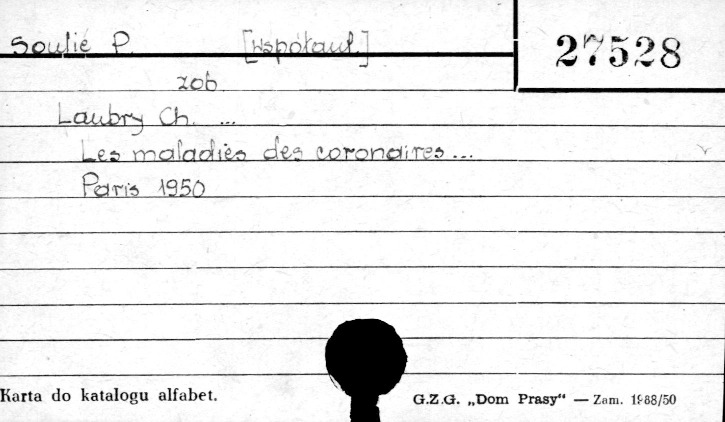 Soulié P. [Współaut.] 27528
zob.
Laubry Ch. ...
Les maladies des coronaires...
Paris 1950
Karta do katalogu alfabet. G.Z.G. „Dom Prasy“ — Zam. 1988/50